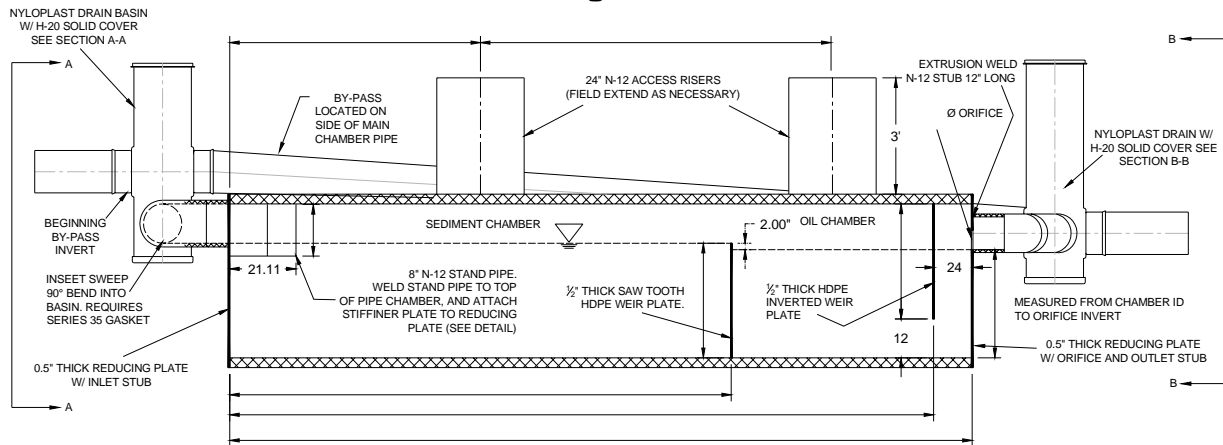 NYLOPLAST DRAIN BASIN
W/ H-20 SOLID COVER
SEE SECTION A-A
A
BY-PASS
LOCATED ON
SIDE OF MAIN
CHAMBER PIPE
24" N-12 ACCESS RISERS
(FIELD EXTEND AS NECESSARY)
3'
EXTRUSION WELD
N-12 STUB 12" LONG
Ø ORIFICE
B
NYLOPLAST DRAIN W/
H-20 SOLID COVER SEE
SECTION B-B
BEGINNING
BY-PASS
INVERT
SEDIMENT CHAMBER
2.00"
OIL CHAMBER
INSEET SWEEP
90° BEND INTO
BASIN. REQUIRES
SERIES 35 GASKET
21.11
8" N-12 STAND PIPE.
WELD STAND PIPE TO TOP
OF PIPE CHAMBER, AND ATTACH
STIFFINER PLATE TO REDUCING
PLATE (SEE DETAIL)
½" THICK SAW TOOTH
HDPE WEIR PLATE.
½" THICK HDPE
INVERTED WEIR
PLATE
24
12
MEASURED FROM CHAMBER ID
TO ORIFICE INVERT
0.5" THICK REDUCING PLATE
W/ INLET STUB
0.5" THICK REDUCING PLATE
W/ ORIFICE AND OUTLET STUB
A
B